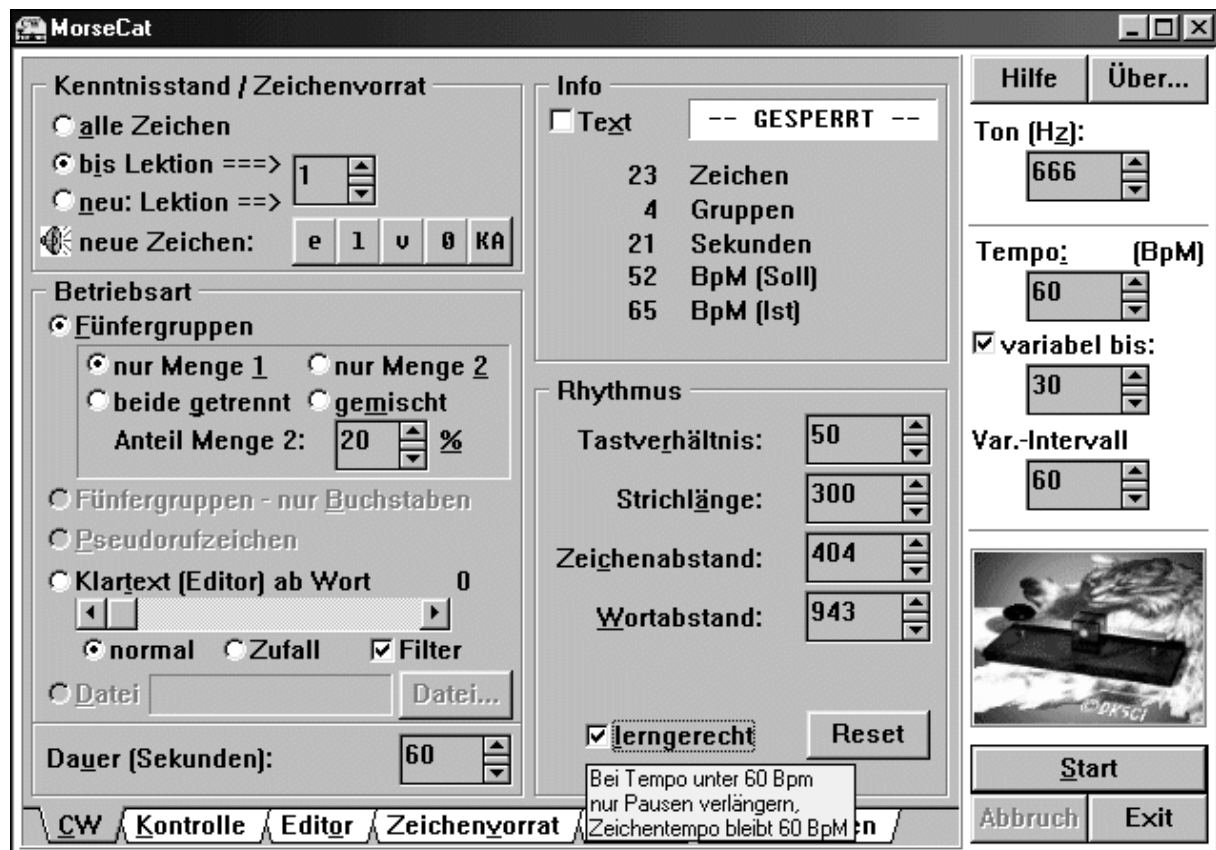 MorseCat
Kenntnisstand / Zeichenvorrat
alle Zeichen
bis Lektion ===> 1
neu: Lektion ==>
neue Zeichen: e l v 0 KA
Betriebsart
Fünfergruppen
nur Menge 1 nur Menge 2
beide getrennt gemischt
Anteil Menge 2: 20 %
Fünfergruppen - nur Buchstaben
Pseudorufzeichen
Klartext (Editor) ab Wort 0
normal Zufall Filter
Datei Datei...
Dauer (Sekunden): 60
Info
Text -- GESPERRT --
23 Zeichen
4 Gruppen
21 Sekunden
52 BpM (Soll)
65 BpM (Ist)
Rhythmus
Tastverhältnis: 50
Strichlänge: 300
Zeichenabstand: 404
Wortabstand: 943
lerngerecht Reset
Bei Tempo unter 60 Bpm
nur Pausen verlängern,
Zeichentempo bleibt 60 BpM
Hilfe Über...
Ton (Hz):
666
Tempo: (BpM)
60
variabel bis:
30
Var.-Intervall
60
©DK5CI
Start
Abbruch Exit
CW Kontrolle Editor Zeichenvorrat